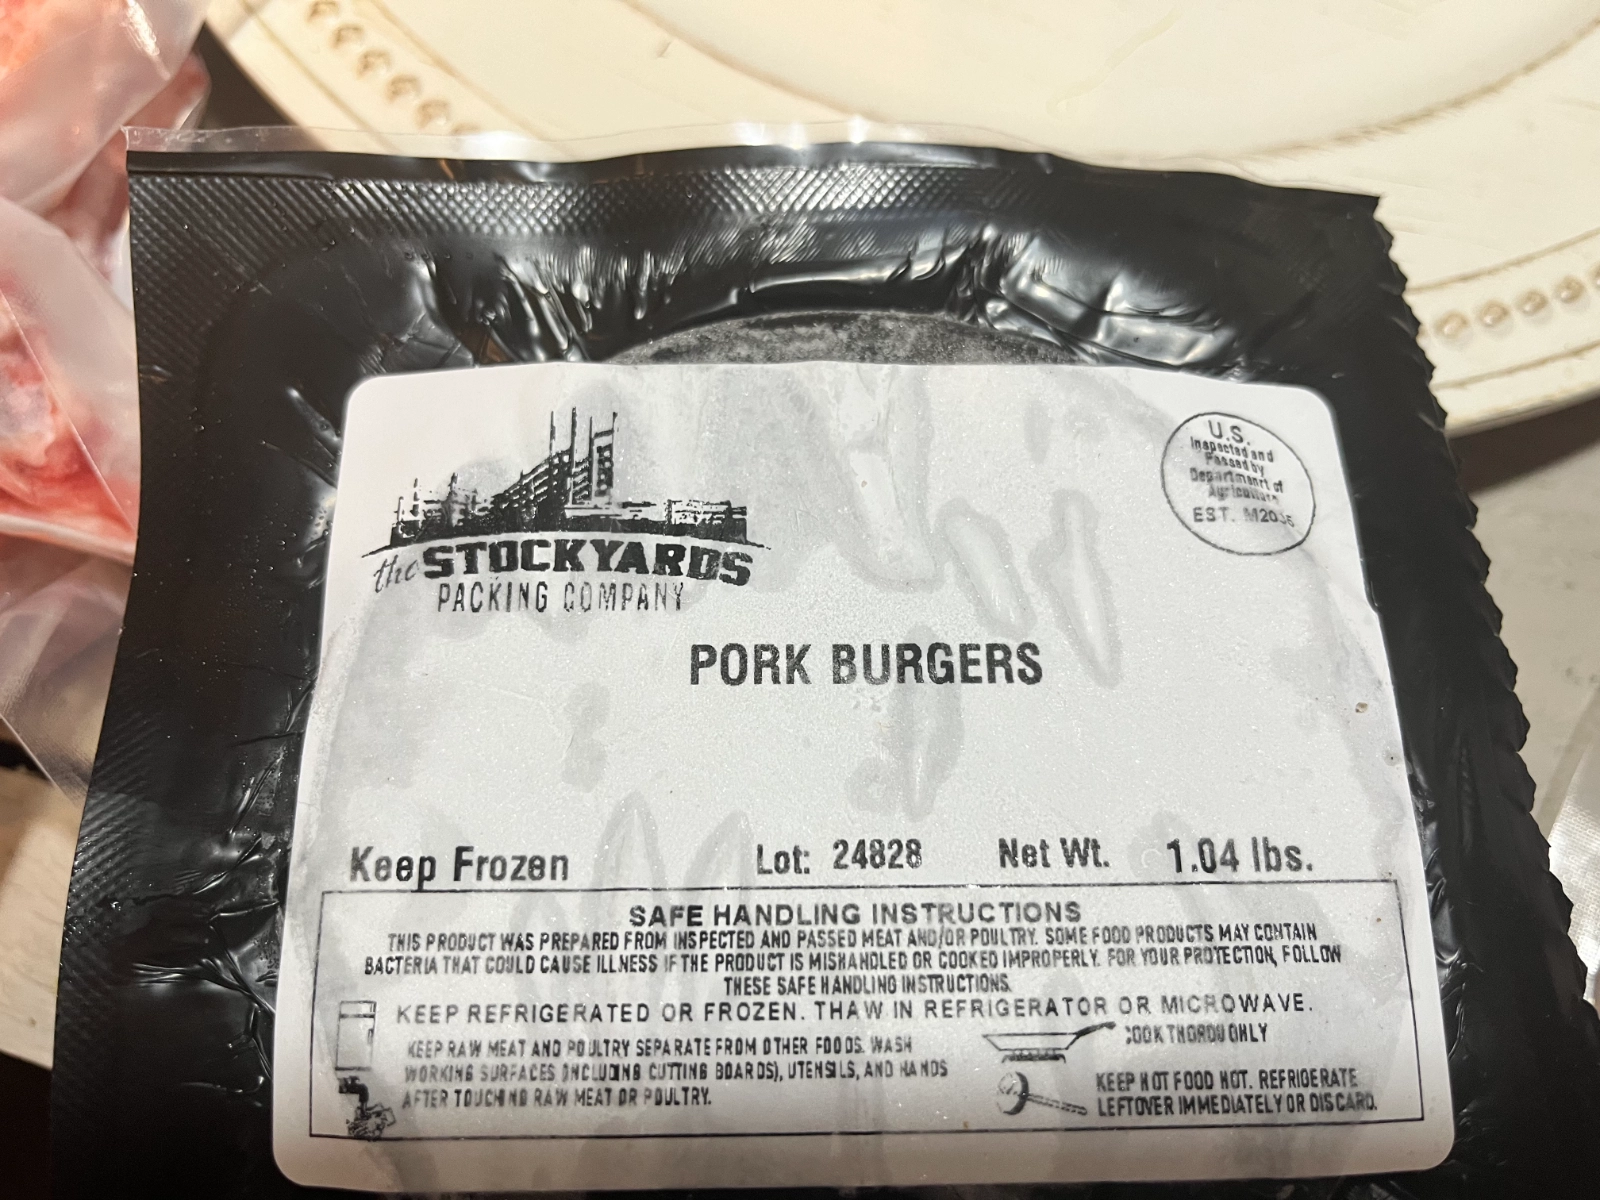 the STOCKYARDS
PACKING COMPANY
U.S.
Inspected and
Passed by
Departmenrt of
Agriculture
EST. M2035
PORK BURGERS
Keep Frozen Lot: 24828 Net Wt. 1.04 lbs.
SAFE HANDLING INSTRUCTIONS
THIS PRODUCT WAS PREPARED FROM INSPECTED AND PASSED MEAT AND/OR POULTRY. SOME FOOD PRODUCTS MAY CONTAIN
BACTERIA THAT COULD CAUSE ILLNESS IF THE PRODUCT IS MISHANDLED OR COOKED IMPROPERLY. FOR YOUR PROTECTION, FOLLOW
THESE SAFE HANDLING INSTRUCTIONS.
KEEP REFRIGERATED OR FROZEN. THAW IN REFRIGERATOR OR MICROWAVE.
KEEP RAW MEAT AND POULTRY SEPARATE FROM OTHER FOODS. WASH
WORKING SURFACES (INCLUDING CUTTING BOARDS), UTENSILS, AND HANDS
AFTER TOUCHING RAW MEAT OR POULTRY.
COOK THOROUGHLY
KEEP HOT FOOD HOT. REFRIGERATE
LEFTOVER IMMEDIATELY OR DISCARD.